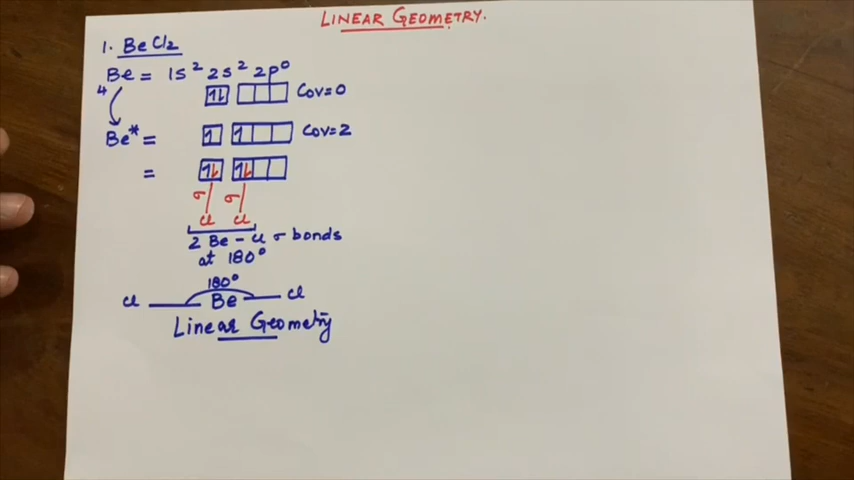 LINEAR GEOMETRY.
1. BeCl2
Be = 1s² 2s² 2p⁰
4
↑↓ Cov=0
Be* = ↑ ↑ Cov=2
= ↑↓ ↑↓
σ σ
Cl Cl
2 Be - Cl σ bonds
at 180°
180°
Cl Be Cl
Linear Geometry